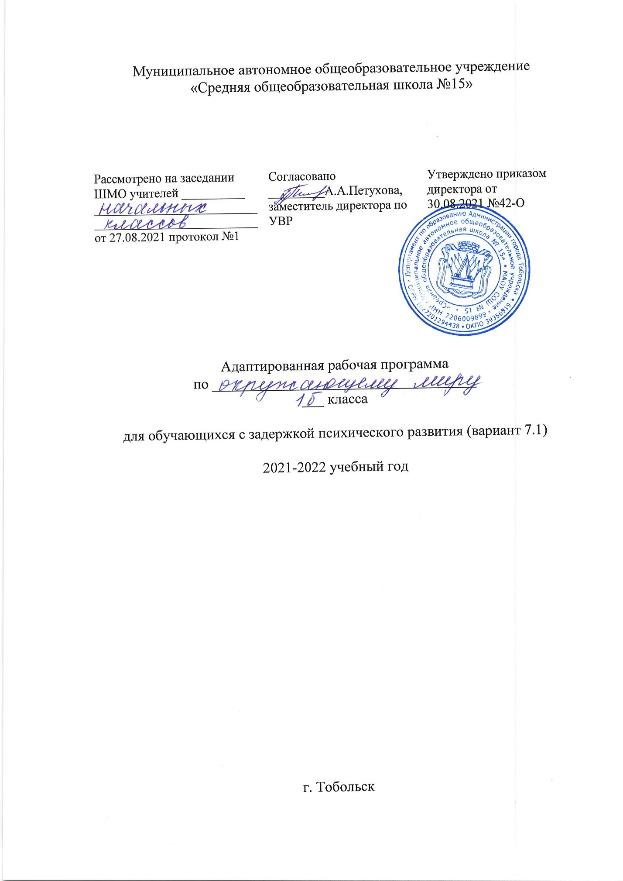 Муниципальное автономное общеобразовательное учреждение
«Средняя общеобразовательная школа №15»
Рассмотрено на заседании
ШМО учителей
начальных
классов
от 27.08.2021 протокол №1
Согласовано
А.А.Петухова,
заместитель директора по
УВР
Утверждено приказом
директора от
30.08.2021 №42-О
Адаптированная рабочая программа
по окружающему миру
1б класса
для обучающихся с задержкой психического развития (вариант 7.1)
2021-2022 учебный год
г. Тобольск